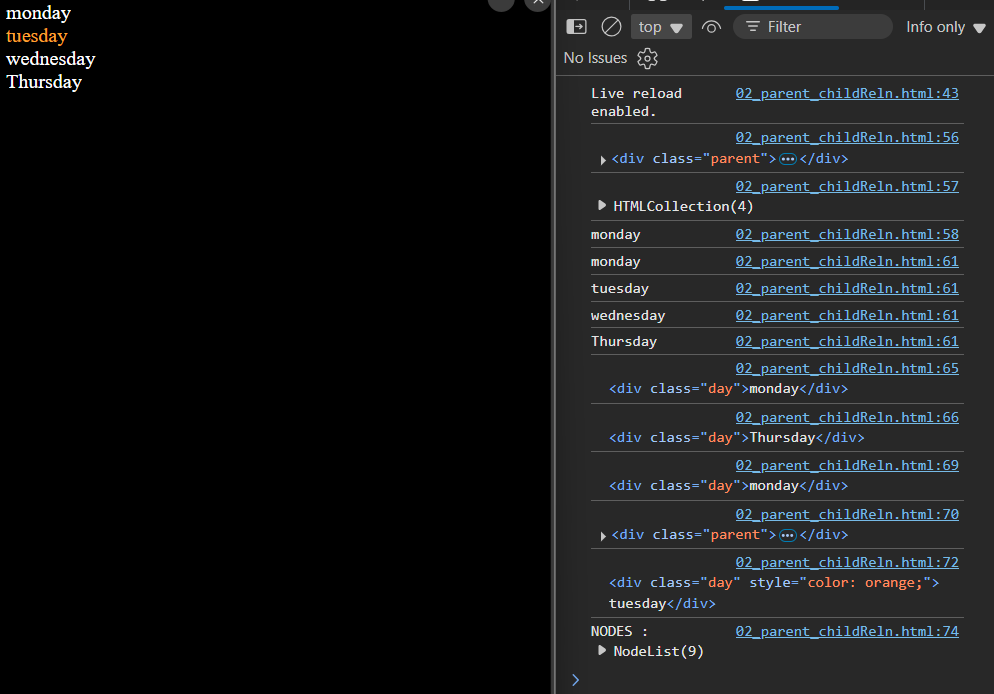 monday
tuesday
wednesday
Thursday
top
Filter
Info only
No Issues
Live reload enabled. 02_parent_childReln.html:43
02_parent_childReln.html:56
<div class="parent">•••</div>
02_parent_childReln.html:57
HTMLCollection(4)
monday 02_parent_childReln.html:58
monday 02_parent_childReln.html:61
tuesday 02_parent_childReln.html:61
wednesday 02_parent_childReln.html:61
Thursday 02_parent_childReln.html:61
02_parent_childReln.html:65
<div class="day">monday</div>
02_parent_childReln.html:66
<div class="day">Thursday</div>
02_parent_childReln.html:69
<div class="day">monday</div>
02_parent_childReln.html:70
<div class="parent">•••</div>
02_parent_childReln.html:72
<div class="day" style="color: orange;">
tuesday</div>
NODES : 02_parent_childReln.html:74
NodeList(9)